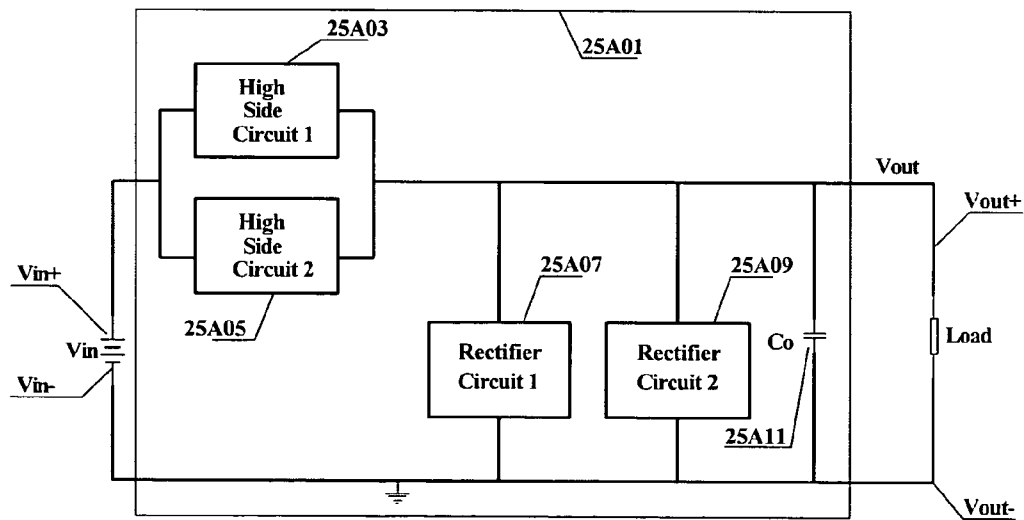 25A03
25A01
High
Side
Circuit 1
Vout
Vout+
High
Side
Circuit 2
Vin+
25A07
25A09
25A05
Vin
Rectifier
Circuit 1
Rectifier
Circuit 2
Co
Load
Vin-
25A11
Vout-